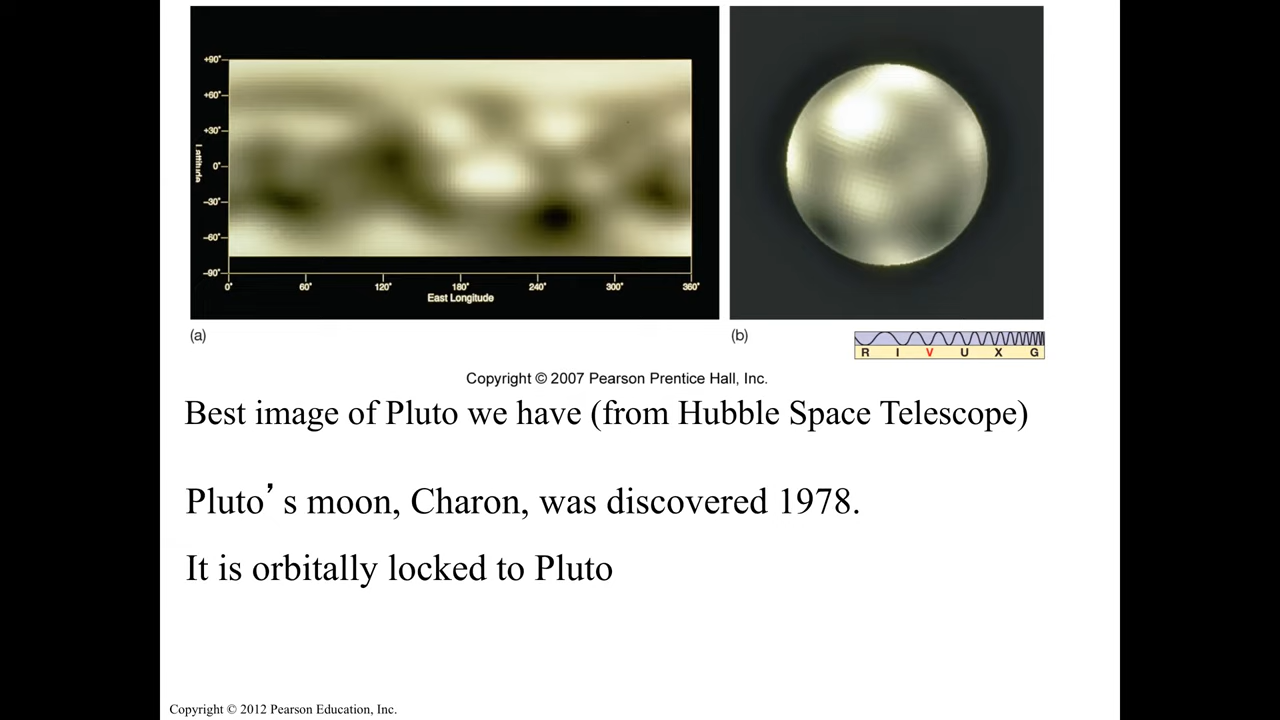 +90°
+60°
+30°
0°
-30°
-60°
-90°
Latitude
0° 60° 120° 180° 240° 300° 360°
East Longitude
(a)
(b)
R I V U X G
Copyright © 2007 Pearson Prentice Hall, Inc.
Best image of Pluto we have (from Hubble Space Telescope)
Pluto’s moon, Charon, was discovered 1978.
It is orbitally locked to Pluto
Copyright © 2012 Pearson Education, Inc.